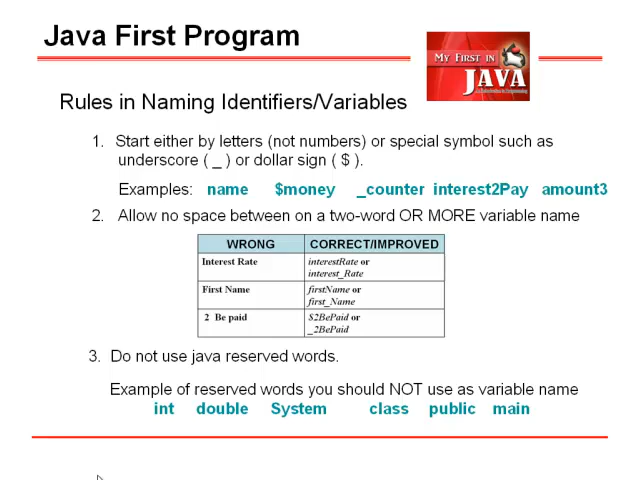 Java First Program
MY FIRST IN
JAVA
Rules in Naming Identifiers/Variables
1. Start either by letters (not numbers) or special symbol such as
underscore ( _ ) or dollar sign ( $ ).
Examples: name $money _counter interest2Pay amount3
2. Allow no space between on a two-word OR MORE variable name
WRONG CORRECT/IMPROVED
Interest Rate interestRate or
interest_Rate
First Name firstName or
first_Name
2 Be paid $2BePaid or
_2BePaid
3. Do not use java reserved words.
Example of reserved words you should NOT use as variable name
int double System class public main